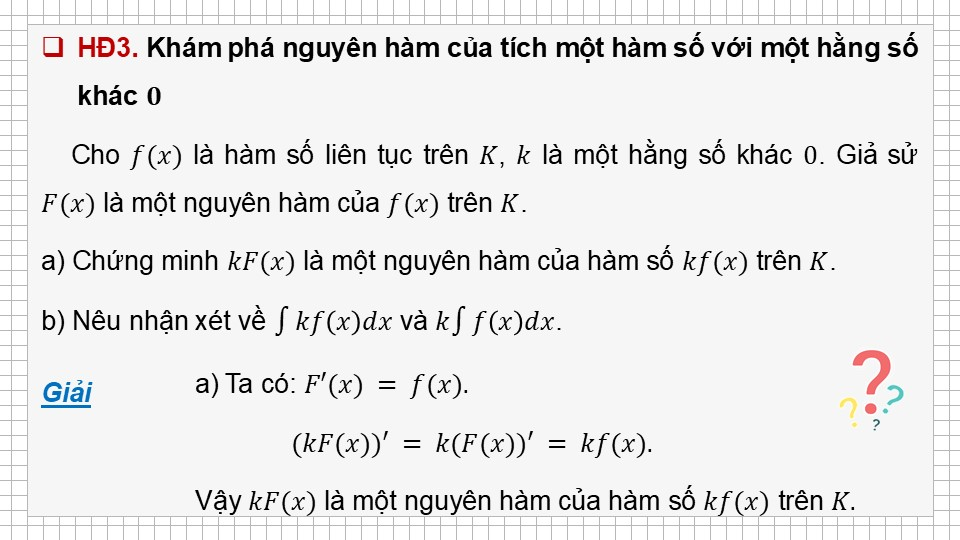 ❑ HĐ3. Khám phá nguyên hàm của tích một hàm số với một hằng số
khác 0
Cho f(x) là hàm số liên tục trên K, k là một hằng số khác 0. Giả sử
F(x) là một nguyên hàm của f(x) trên K.
a) Chứng minh kF(x) là một nguyên hàm của hàm số kf(x) trên K.
b) Nêu nhận xét về ∫ kf(x)dx và k∫ f(x)dx.
Giải a) Ta có: F′(x) = f(x).
(kF(x))′ = k(F(x))′ = kf(x).
Vậy kF(x) là một nguyên hàm của hàm số kf(x) trên K.
? ? ? ?